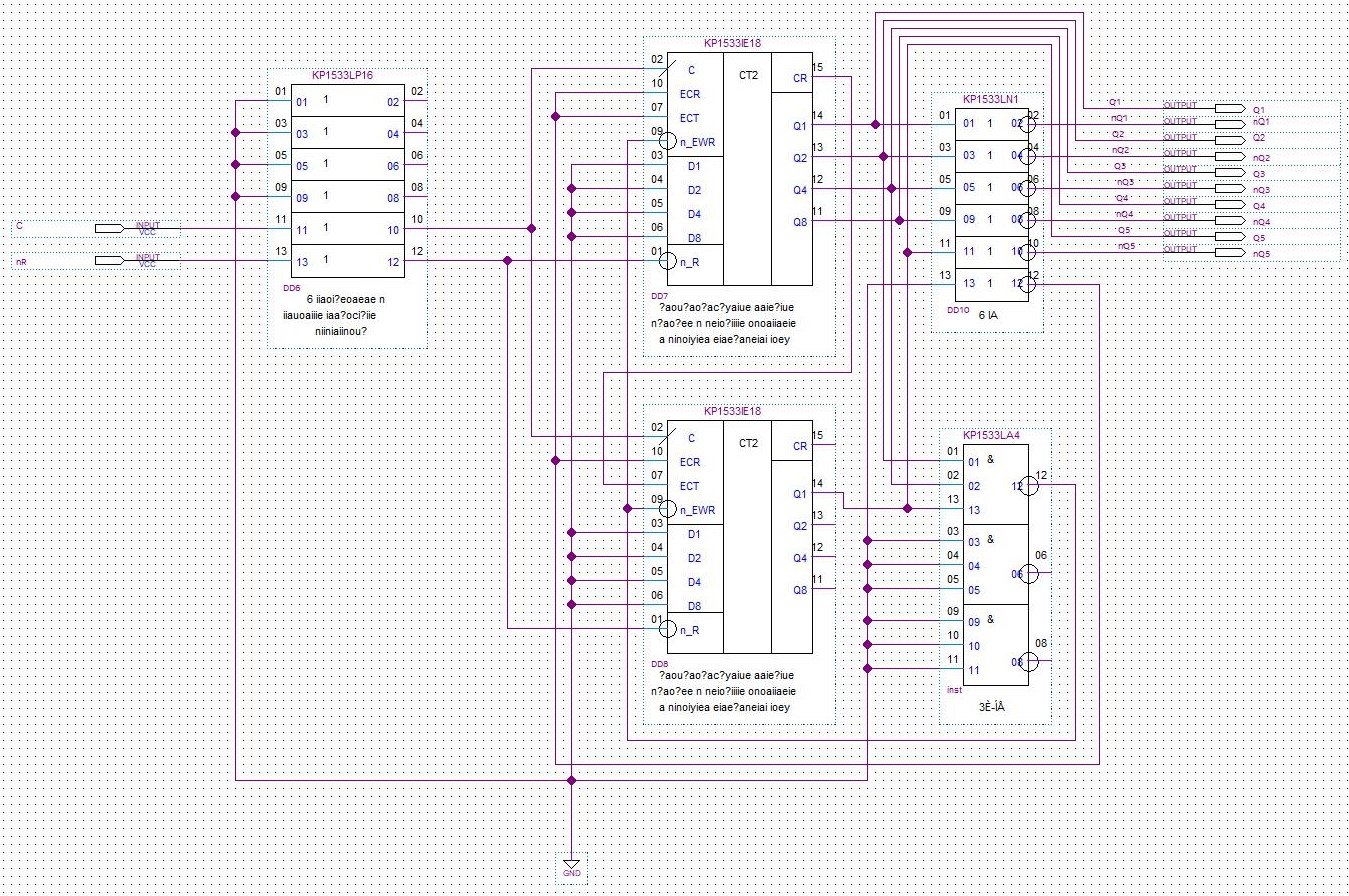 KP1533LP16
01 01 1 02 02
03 03 1 04 04
05 05 1 06 06
09 09 1 08 08
11 11 1 10 10
13 13 1 12 12
DD6
6 iiaoi?eoaeae n
iiauoaiiie iaa?oci?iie
niiniaiinou?
C INPUT VCC
nR INPUT VCC
KP1533IE18
CT2
02 C
10 ECR
07 ECT
09 n_EWR
03 D1
04 D2
05 D4
06 D8
01 n_R
CR 15
Q1 14
Q2 13
Q4 12
Q8 11
DD7
?aou?ao?ac?yaiue aaie?iue
n?ao?ee n neio?iiiie onoaiiaeie
a ninoiyiea eiae?aneiai ioey
KP1533IE18
CT2
02 C
10 ECR
07 ECT
09 n_EWR
03 D1
04 D2
05 D4
06 D8
01 n_R
CR 15
Q1 14
Q2 13
Q4 12
Q8 11
DD8
?aou?ao?ac?yaiue aaie?iue
n?ao?ee n neio?iiiie onoaiiaeie
a ninoiyiea eiae?aneiai ioey
KP1533LN1
01 01 1 02 02
03 03 1 04 04
05 05 1 06 06
09 09 1 08 08
11 11 1 10 10
13 13 1 12 12
DD10
6 IA
KP1533LA4
01 01 &
02 02 12 12
13 13
03 03 &
04 04 06 06
05 05
09 09 &
10 10 08 08
11 11
inst
3È-ÍÅ
Q1 OUTPUT Q1
nQ1 OUTPUT nQ1
Q2 OUTPUT Q2
nQ2 OUTPUT nQ2
Q3 OUTPUT Q3
nQ3 OUTPUT nQ3
Q4 OUTPUT Q4
nQ4 OUTPUT nQ4
Q5 OUTPUT Q5
nQ5 OUTPUT nQ5
GND